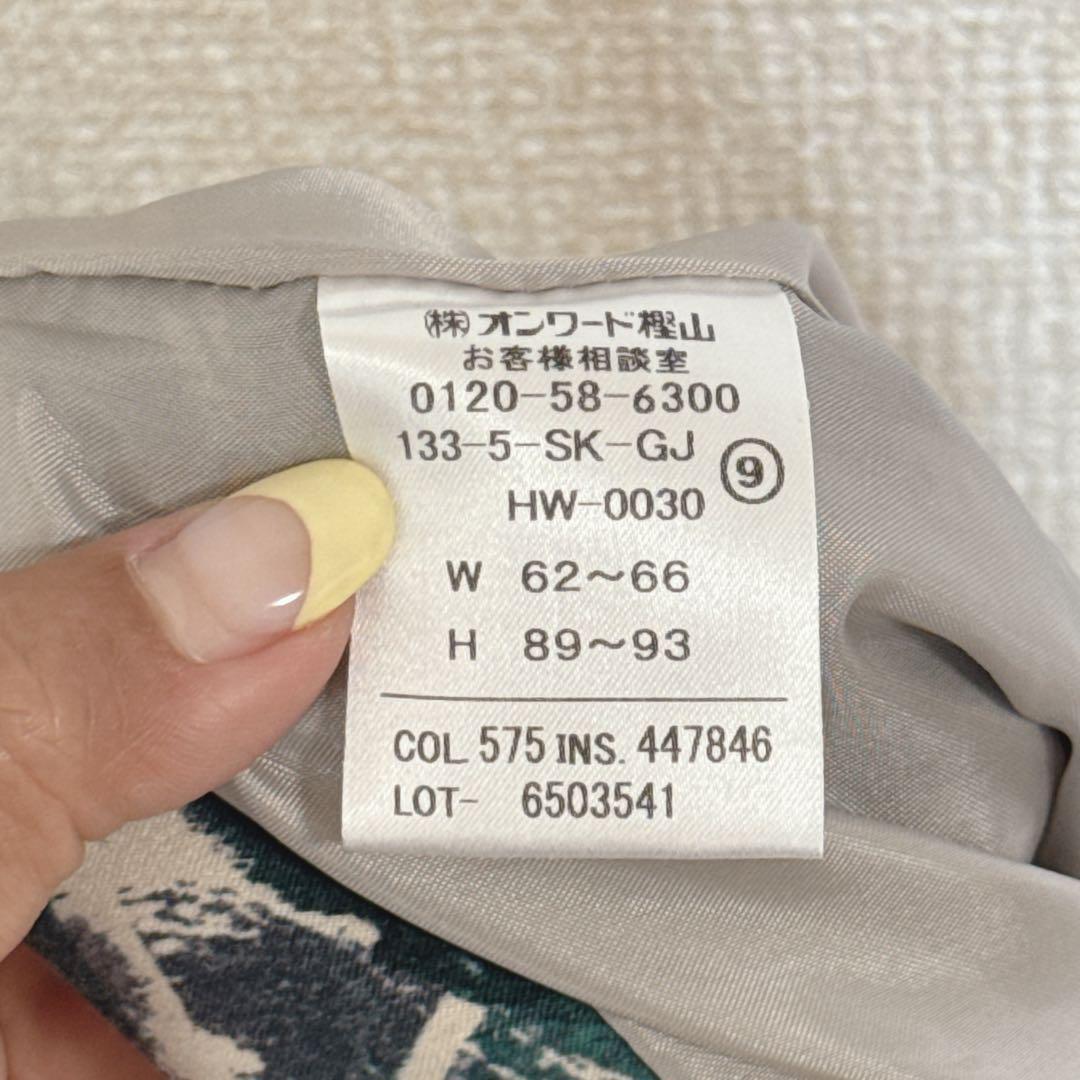 ㈱オンワード樫山
お客様相談室
0120-58-6300
133-5-SK-GJ ⑨
HW-0030
W 62〜66
H 89〜93
COL 575 INS. 447846
LOT- 6503541